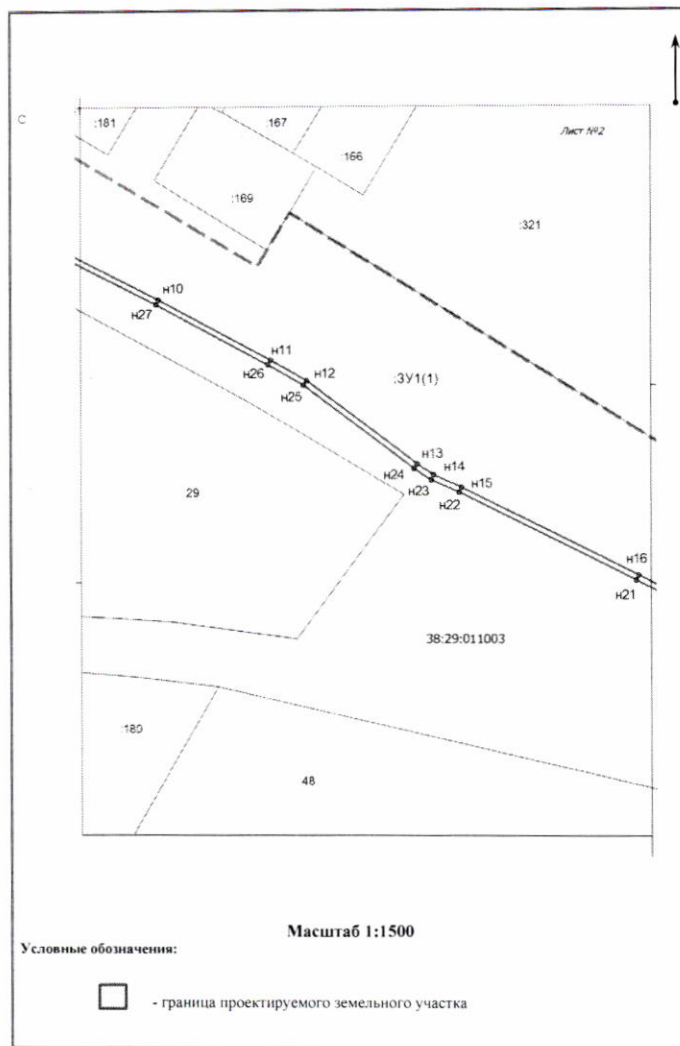 С
:181
:167
:166
Лист №2
:169
:321
н10
н27
н11
н26
н12
н25
:ЗУ1(1)
н13
н24
н14
н23
н15
н22
29
н16
н21
38:29:011003
:180
48
Масштаб 1:1500
Условные обозначения:
- граница проектируемого земельного участка